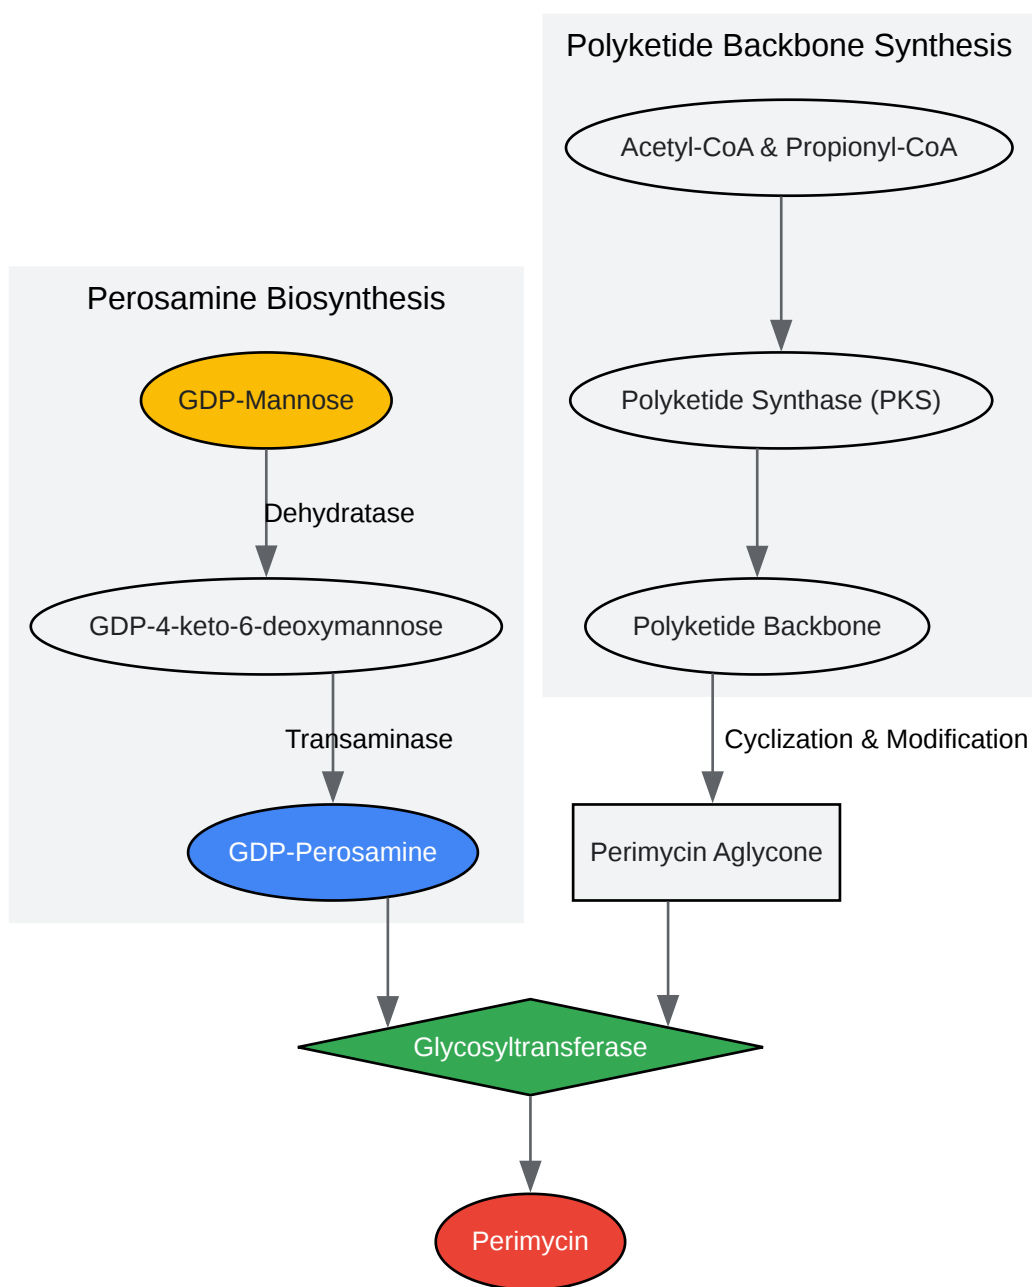 Polyketide Backbone Synthesis
Acetyl-CoA & Propionyl-CoA
Perosamine Biosynthesis
GDP-Mannose
Polyketide Synthase (PKS)
Dehydratase
GDP-4-keto-6-deoxymannose
Polyketide Backbone
Transaminase
Cyclization & Modification
GDP-Perosamine
Perimycin Aglycone
Glycosyltransferase
Perimycin